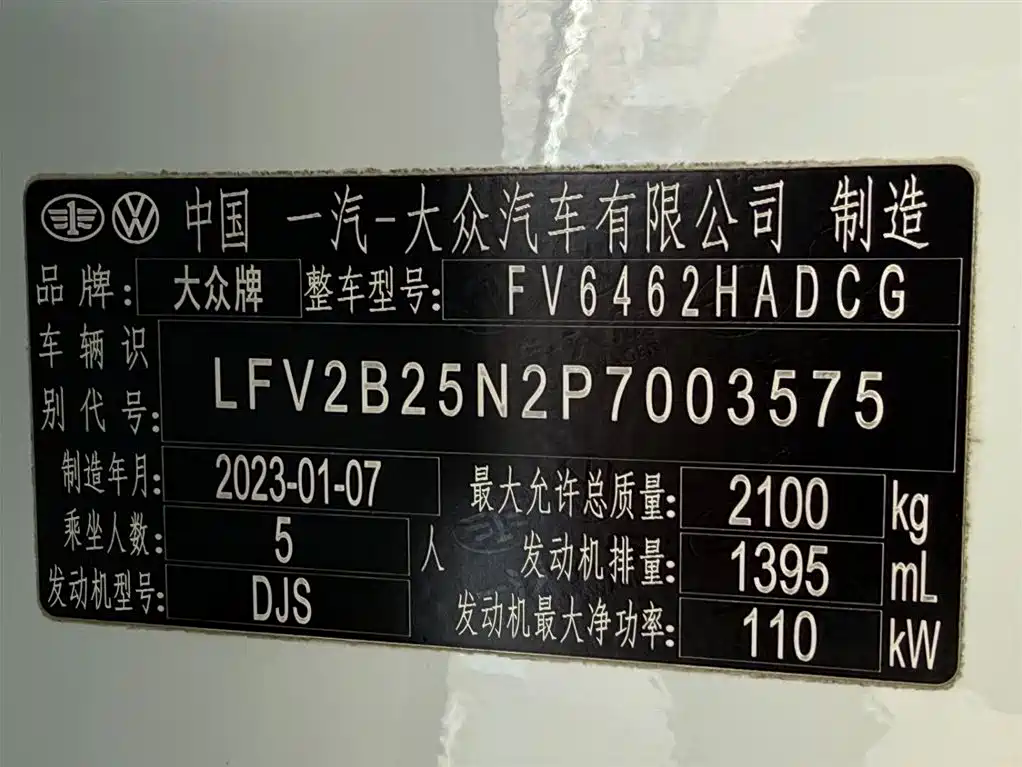 中国 一汽-大众汽车有限公司 制造
品牌: 大众牌 整车型号: FV6462HADCG
车辆识别代号: LFV2B25N2P7003575
制造年月: 2023-01-07 最大允许总质量: 2100 kg
乘坐人数: 5 人 发动机排量: 1395 mL
发动机型号: DJS 发动机最大净功率: 110 kW